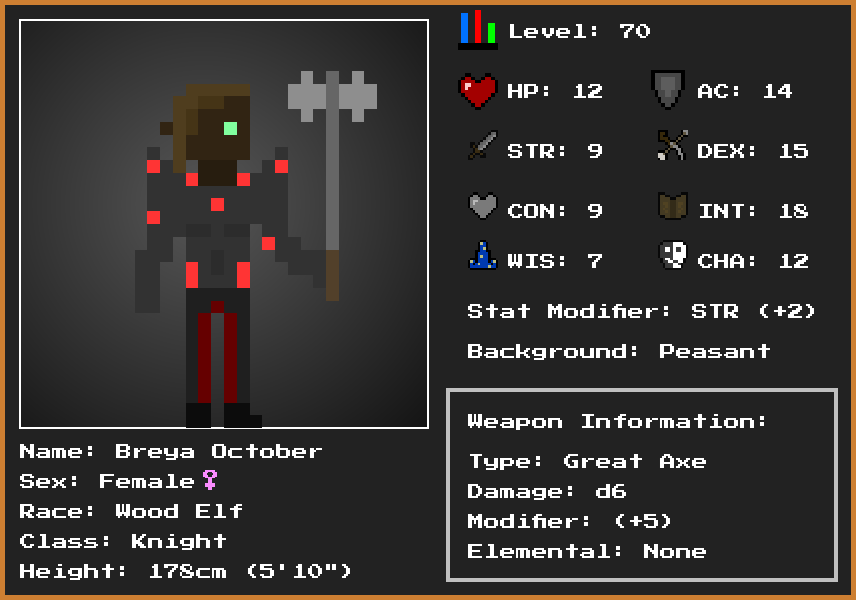 Level: 70
HP: 12
AC: 14
STR: 9
DEX: 15
CON: 9
INT: 18
WIS: 7
CHA: 12
Stat Modifier: STR (+2)
Background: Peasant
Weapon Information:
Type: Great Axe
Damage: d6
Modifier: (+5)
Elemental: None
Name: Breya October
Sex: Female♀
Race: Wood Elf
Class: Knight
Height: 178cm (5'10")